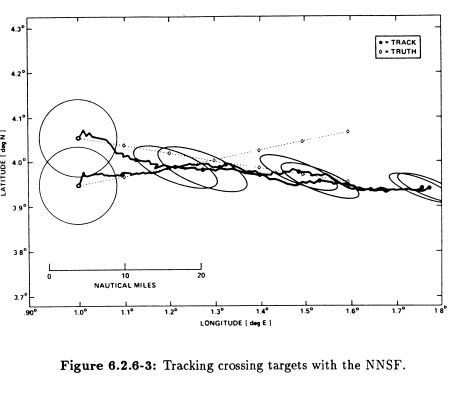 4.3°
● = TRACK
◊ = TRUTH
4.2°
4.1°
LATITUDE [ deg N ]
4.0°
3.9°
3.8°
0 10 20
NAUTICAL MILES
3.7°
.90° 1.0° 1.1° 1.2° 1.3° 1.4° 1.5° 1.6° 1.7° 1.8°
LONGITUDE [ deg E ]
Figure 6.2.6-3: Tracking crossing targets with the NNSF.